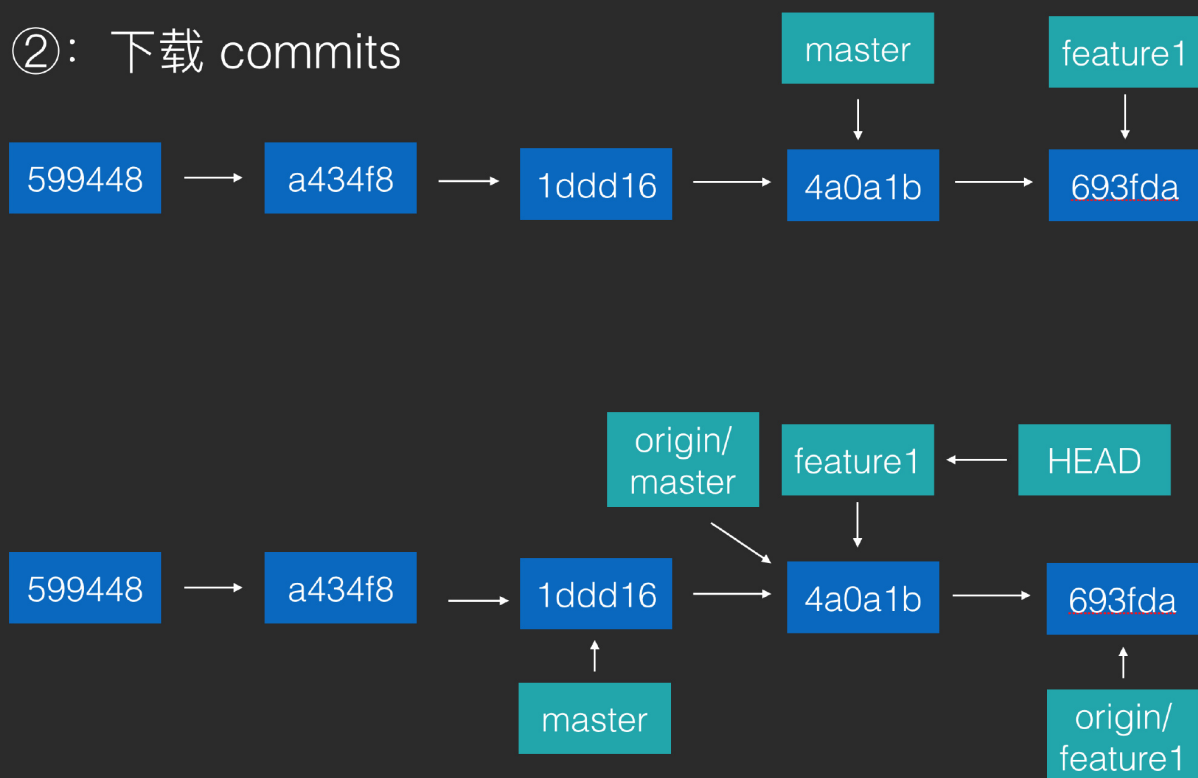 ②：下载 commits
master
feature1
599448
a434f8
1ddd16
4a0a1b
693fda
origin/
master
feature1
HEAD
599448
a434f8
1ddd16
4a0a1b
693fda
master
origin/
feature1